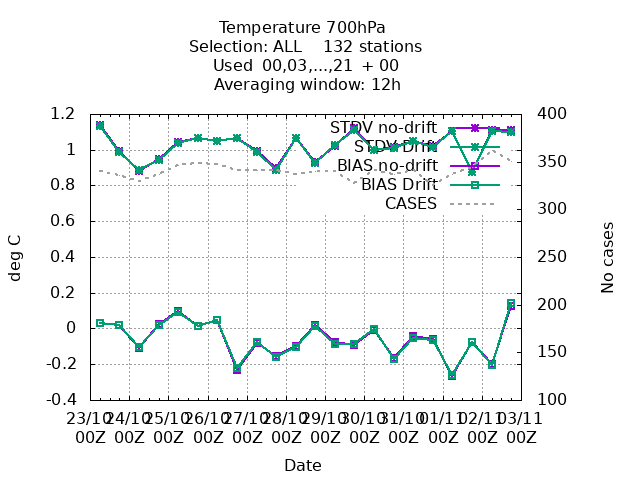 Temperature 700hPa
Selection: ALL    132 stations
Used  00,03,...,21  + 00
Averaging window: 12h
deg C
1.2
1
0.8
0.6
0.4
0.2
0
-0.2
-0.4
STDV no-drift
STDV Drift
BIAS no-drift
BIAS Drift
CASES
400
350
300
250
200
150
100
No cases
23/10 24/10 25/10 26/10 27/10 28/10 29/10 30/10 31/10 01/11 02/11 03/11
00Z 00Z 00Z 00Z 00Z 00Z 00Z 00Z 00Z 00Z 00Z 00Z
Date